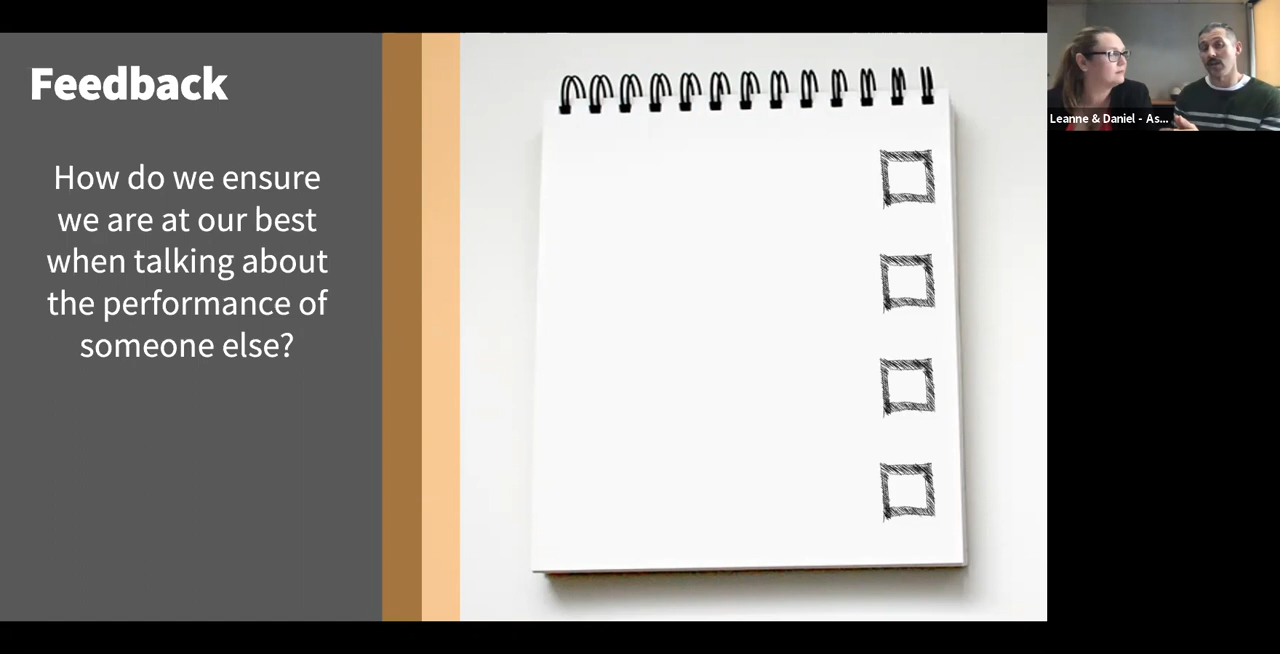 Feedback
How do we ensure
we are at our best
when talking about
the performance of
someone else?
Leanne & Daniel - As...